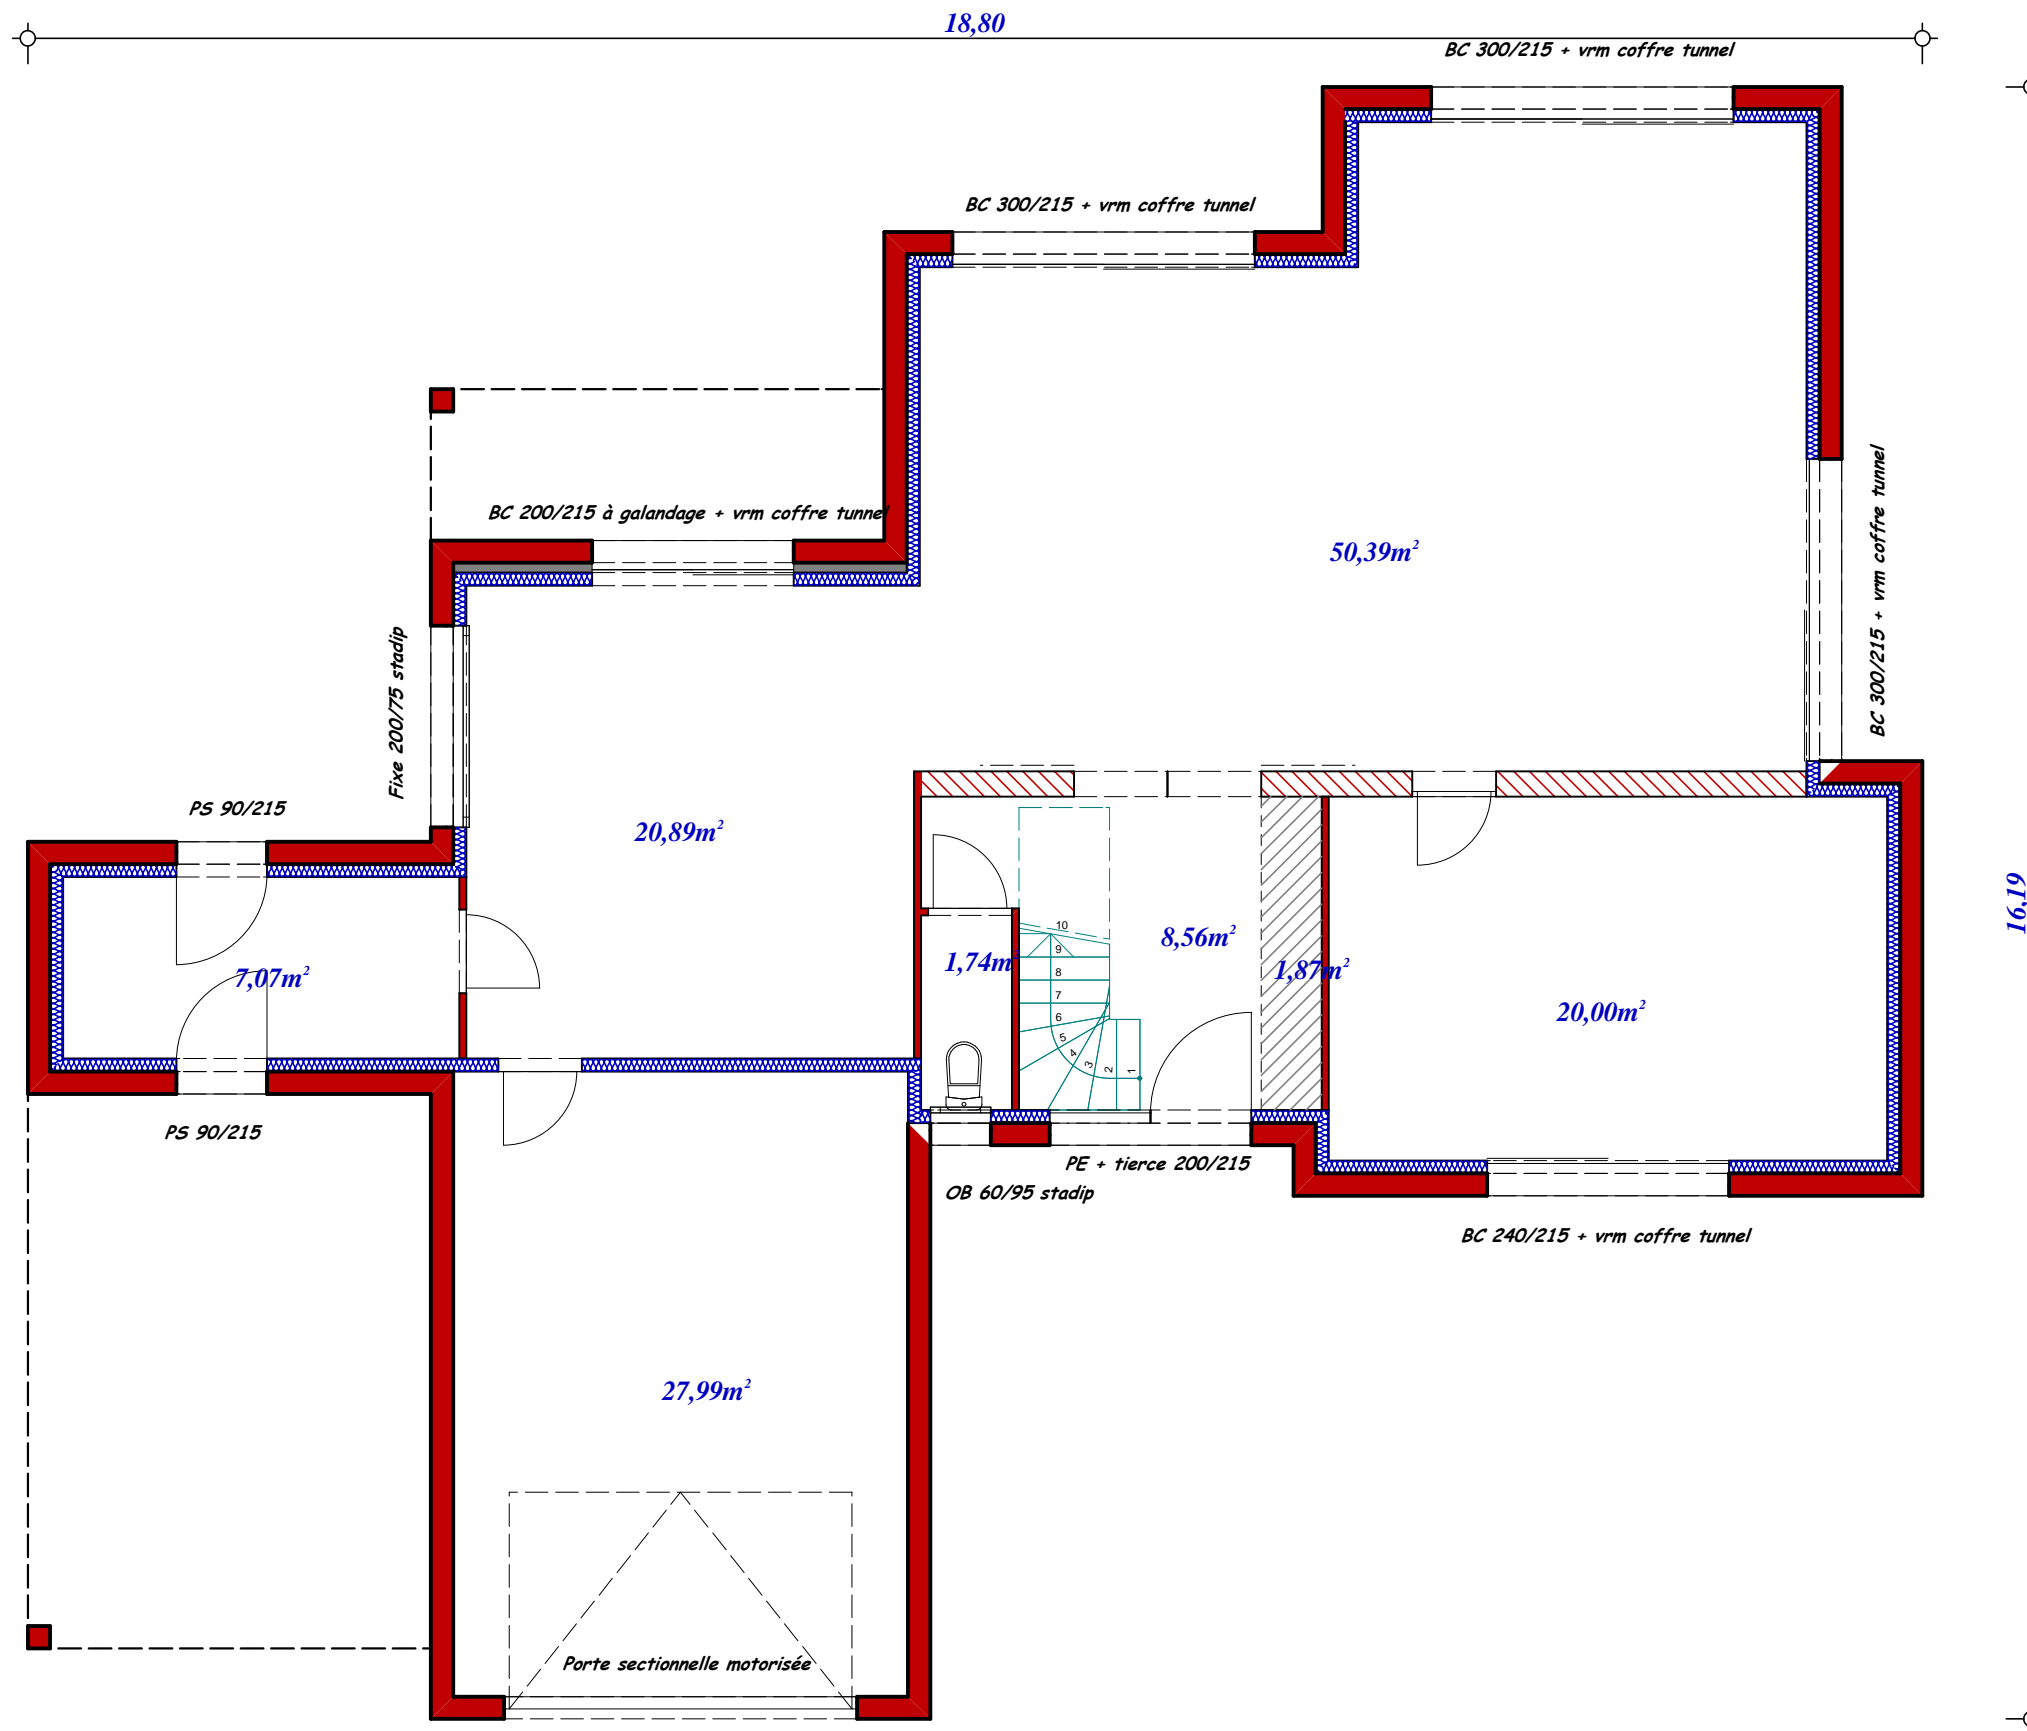 18,80
BC 300/215 + vrm coffre tunnel
BC 300/215 + vrm coffre tunnel
BC 200/215 à galandage + vrm coffre tunnel
50,39m²
BC 300/215 + vrm coffre tunnel
Fixe 200/75 stadip
PS 90/215
20,89m²
16,19
10
9
8
7
6
5
4
3
2
1
8,56m²
1,74m²
1,87m²
7,07m²
20,00m²
PS 90/215
PE + tierce 200/215
OB 60/95 stadip
BC 240/215 + vrm coffre tunnel
27,99m²
Porte sectionnelle motorisée